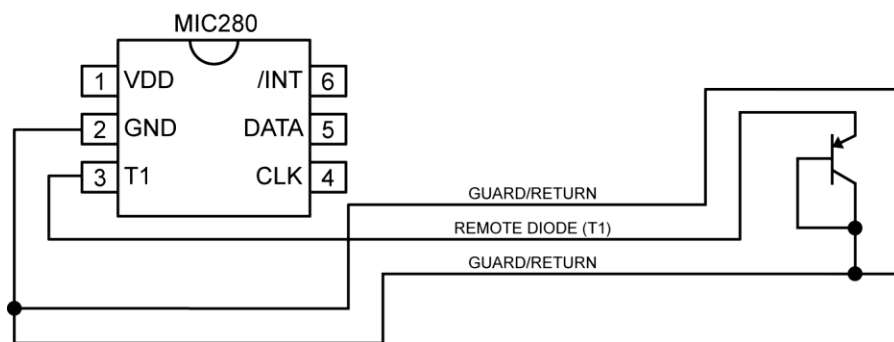 MIC280
1 VDD /INT 6
2 GND DATA 5
3 T1 CLK 4
GUARD/RETURN
REMOTE DIODE (T1)
GUARD/RETURN